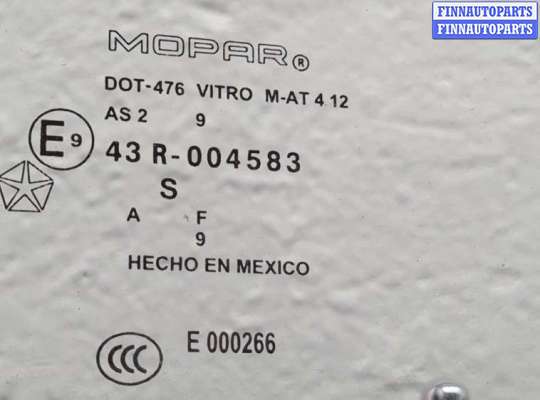 FINNAUTOPARTS
FINNAUTOPARTS
MOPAR®
DOT-476 VITRO M-AT 4 12
AS 2 9
E9
43 R-004583
S
A F
9
HECHO EN MEXICO
CCC
E 000266